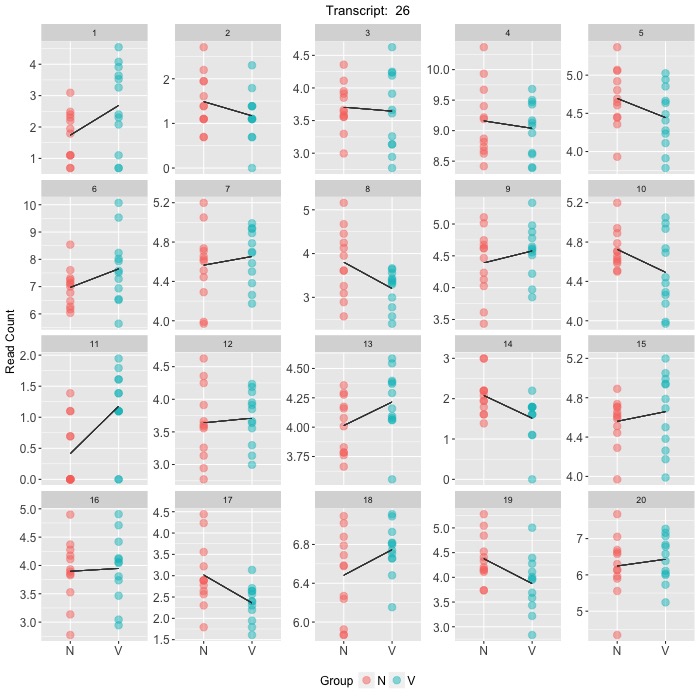 Transcript: 26
1 2 3 4 5
4 3 2 1
2 1 0
4.5 4.0 3.5 3.0
10.0 9.5 9.0 8.5
5.0 4.5 4.0
6 7 8 9 10
10 9 8 7 6
5.2 4.8 4.4 4.0
5 4 3
5.0 4.5 4.0 3.5
5.2 4.8 4.4 4.0
Read Count
11 12 13 14 15
2.0 1.5 1.0 0.5 0.0
4.5 4.0 3.5 3.0
4.50 4.25 4.00 3.75
3 2 1 0
5.2 4.8 4.4 4.0
16 17 18 19 20
5.0 4.5 4.0 3.5 3.0
4.5 4.0 3.5 3.0 2.5 2.0 1.5
6.8 6.4 6.0
5.0 4.5 4.0 3.5 3.0
7 6 5
N V N V N V N V N V
Group N V